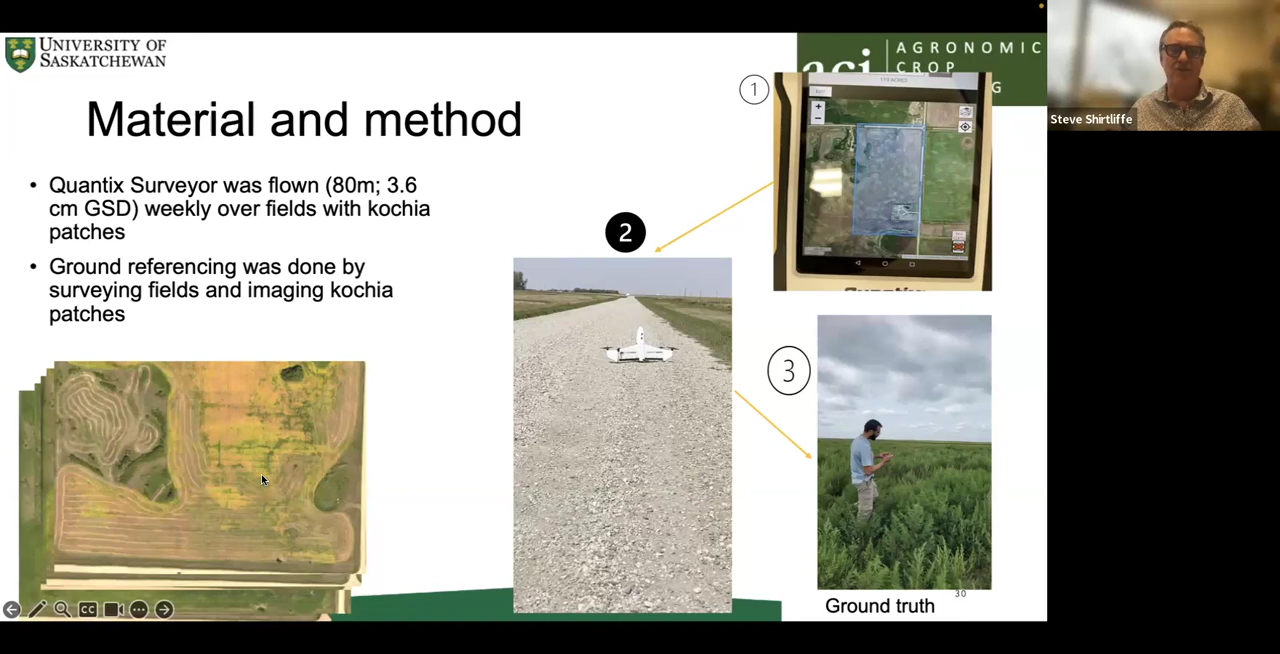 UNIVERSITY OF
SASKATCHEWAN
AGRONOMIC
CROP
aci
G
Material and method
• Quantix Surveyor was flown (80m; 3.6
cm GSD) weekly over fields with kochia
patches
• Ground referencing was done by
surveying fields and imaging kochia
patches
1
2
3
Ground truth
30
CC
Steve Shirtliffe